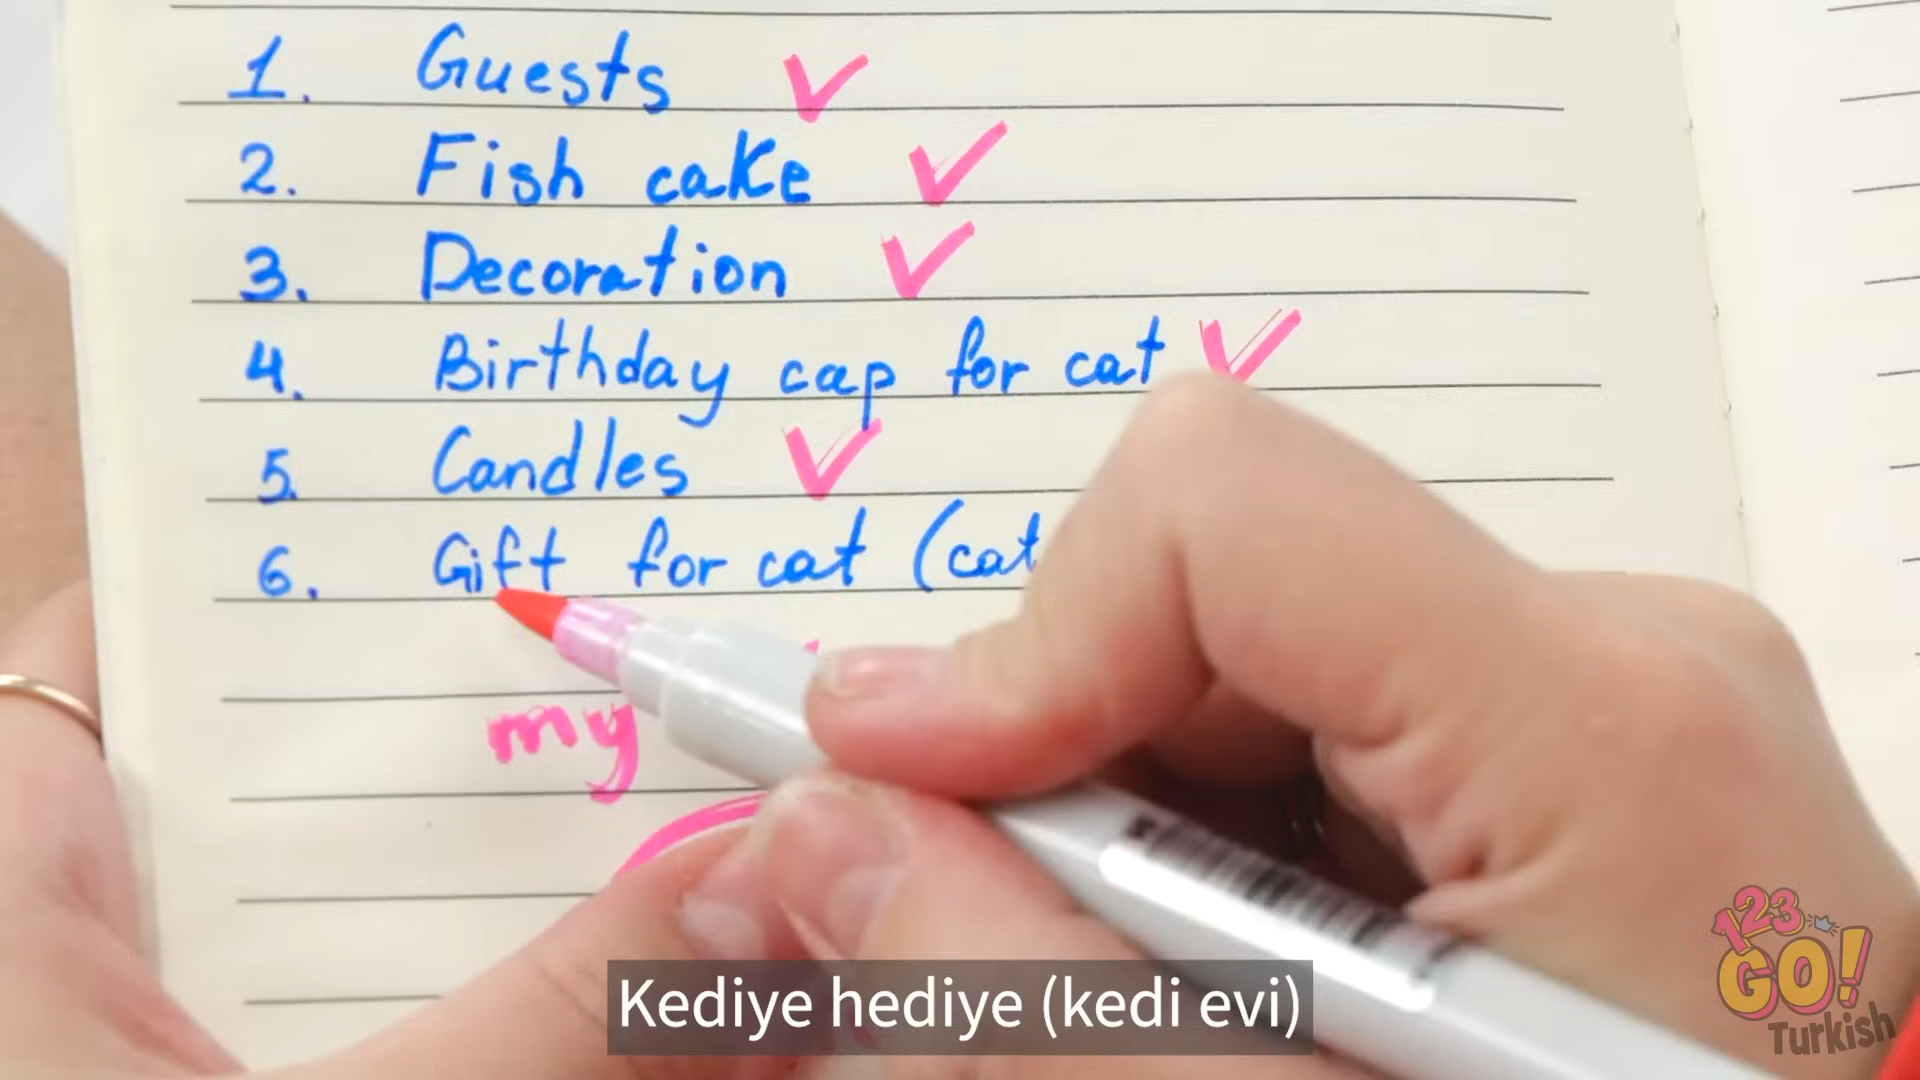 1. Guests
2. Fish cake
3. Decoration
4. Birthday cap for cat
5. Candles
6. Gift for cat (cat
my
Kediye hediye (kedi evi)
123
GO!
Turkish